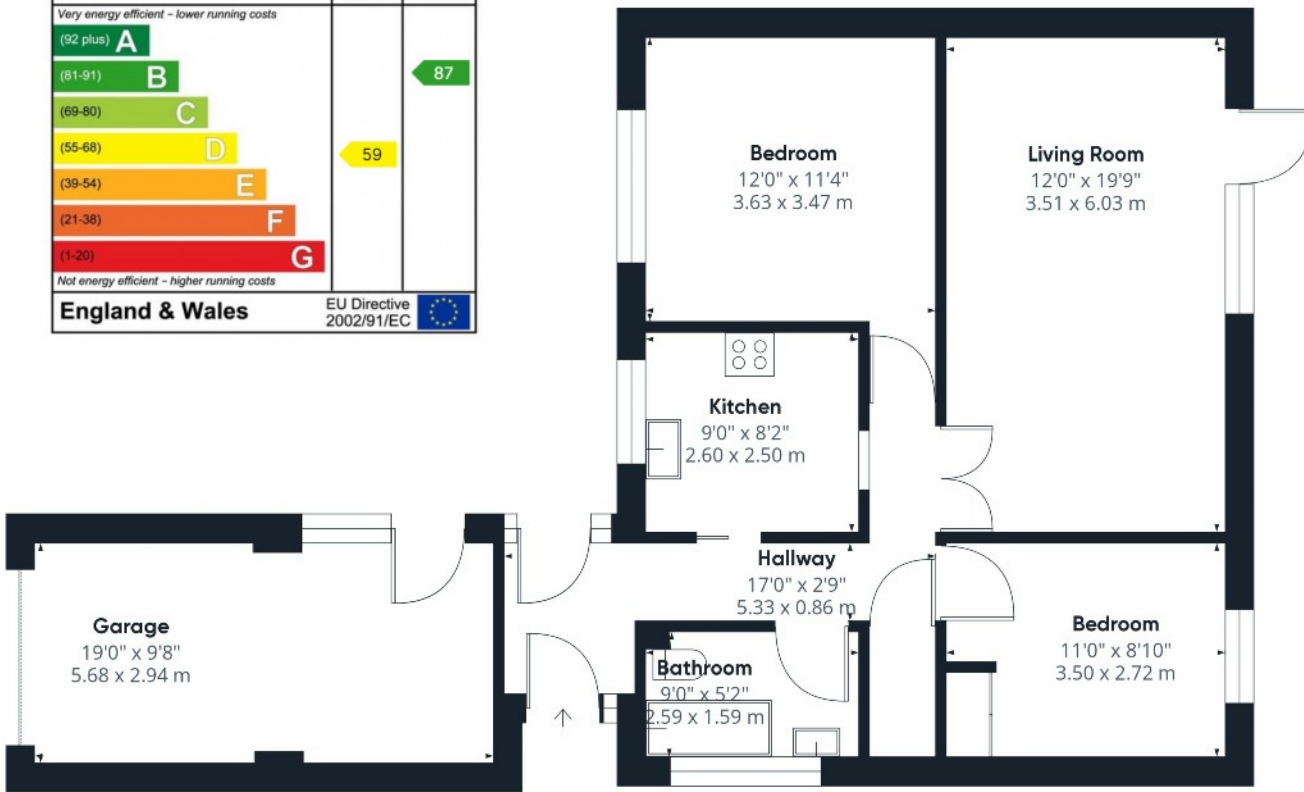 Very energy efficient – lower running costs
(92 plus) A
(81-91) B
87
(69-80) C
(55-68) D
59
(39-54) E
(21-38) F
(1-20) G
Not energy efficient – higher running costs
England & Wales
EU Directive
2002/91/EC
Bedroom
12'0" x 11'4"
3.63 x 3.47 m
Living Room
12'0" x 19'9"
3.51 x 6.03 m
Kitchen
9'0" x 8'2"
2.60 x 2.50 m
Hallway
17'0" x 2'9"
5.33 x 0.86 m
Garage
19'0" x 9'8"
5.68 x 2.94 m
Bathroom
9'0" x 5'2"
2.59 x 1.59 m
Bedroom
11'0" x 8'10"
3.50 x 2.72 m